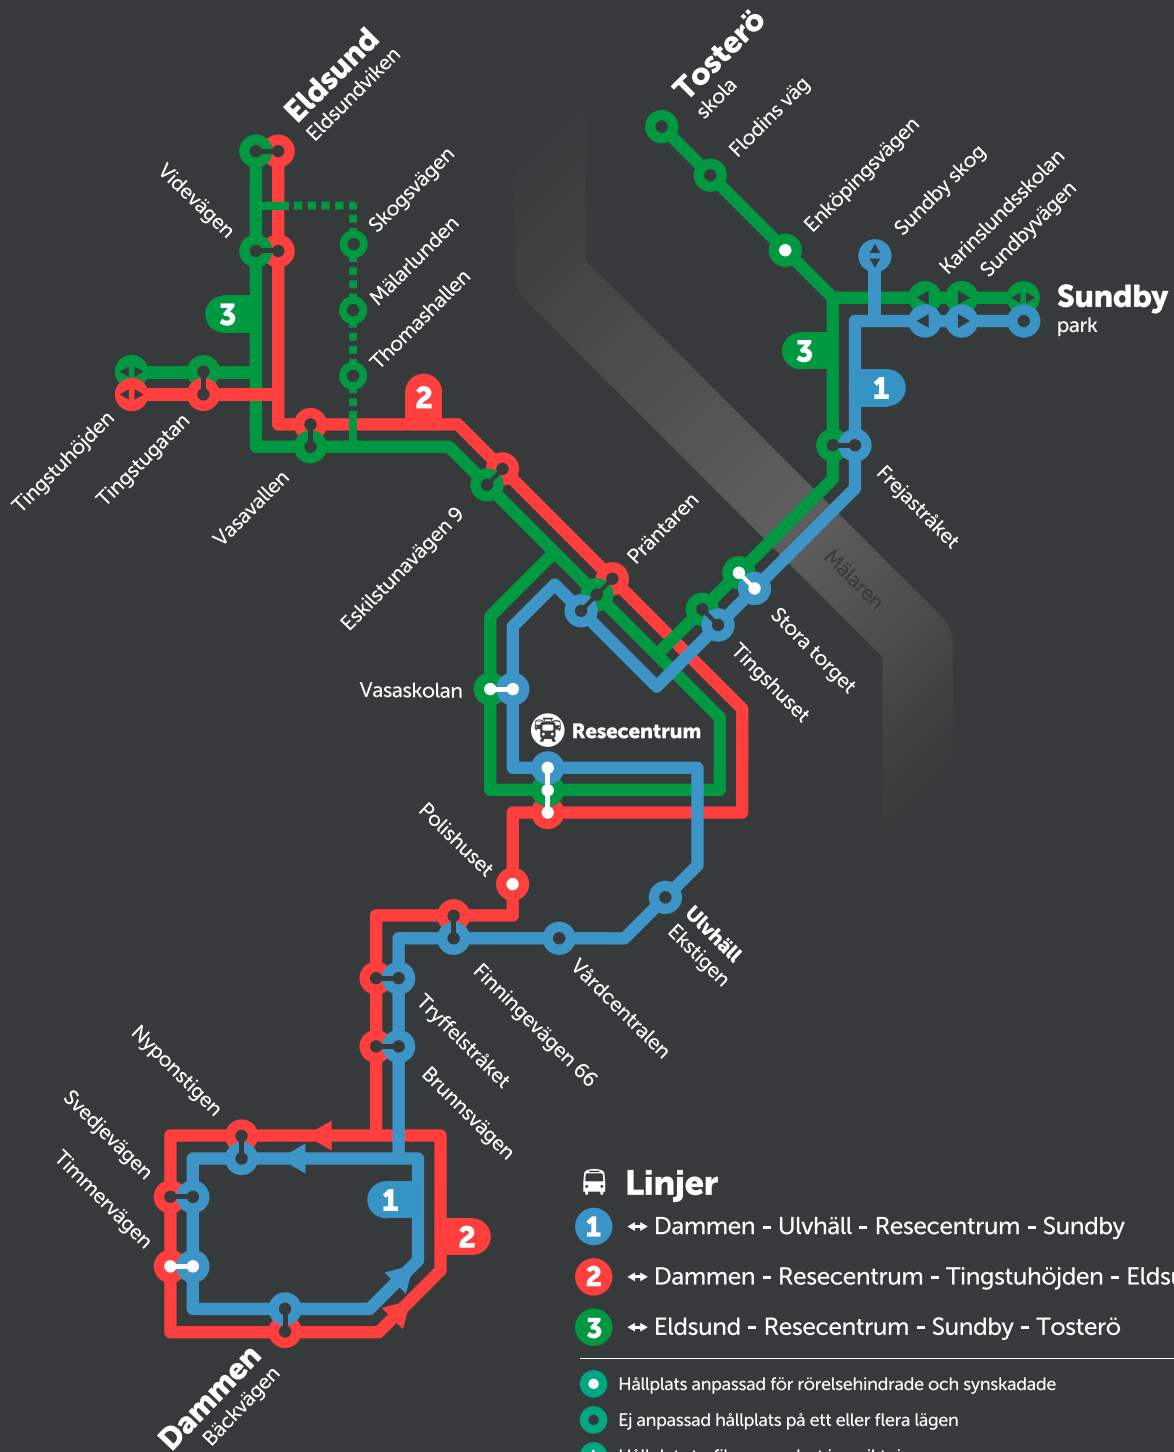 Eldsund
Eldsundviken
Tosterö
skola
Flodins väg
Enköpingsvägen
Sundby skog
Karinslundsskolan
Sundbyvägen
Sundby
park
Videvägen
Skogsvägen
Mälarlunden
Thomashallen
3
3
1
2
Tingstuhöjden
Tingstugatan
Vasavallen
Eskilstunavägen 9
Präntaren
Frejastråket
Mälaren
Stora torget
Tingshuset
Vasaskolan
Resecentrum
Polishuset
Ulvhäll
Ekstigen
Vårdcentralen
Finningevägen 66
Tryffelstråket
Brunnsvägen
Nyponstigen
Svedjevägen
Timmervägen
1
2
Dammen
Bäckvägen
Linjer
1 ↔ Dammen - Ulvhäll - Resecentrum - Sundby
2 ↔ Dammen - Resecentrum - Tingstuhöjden - Eldsu
3 ↔ Eldsund - Resecentrum - Sundby - Tosterö
Hållplats anpassad för rörelsehindrade och synskadade
Ej anpassad hållplats på ett eller flera lägen